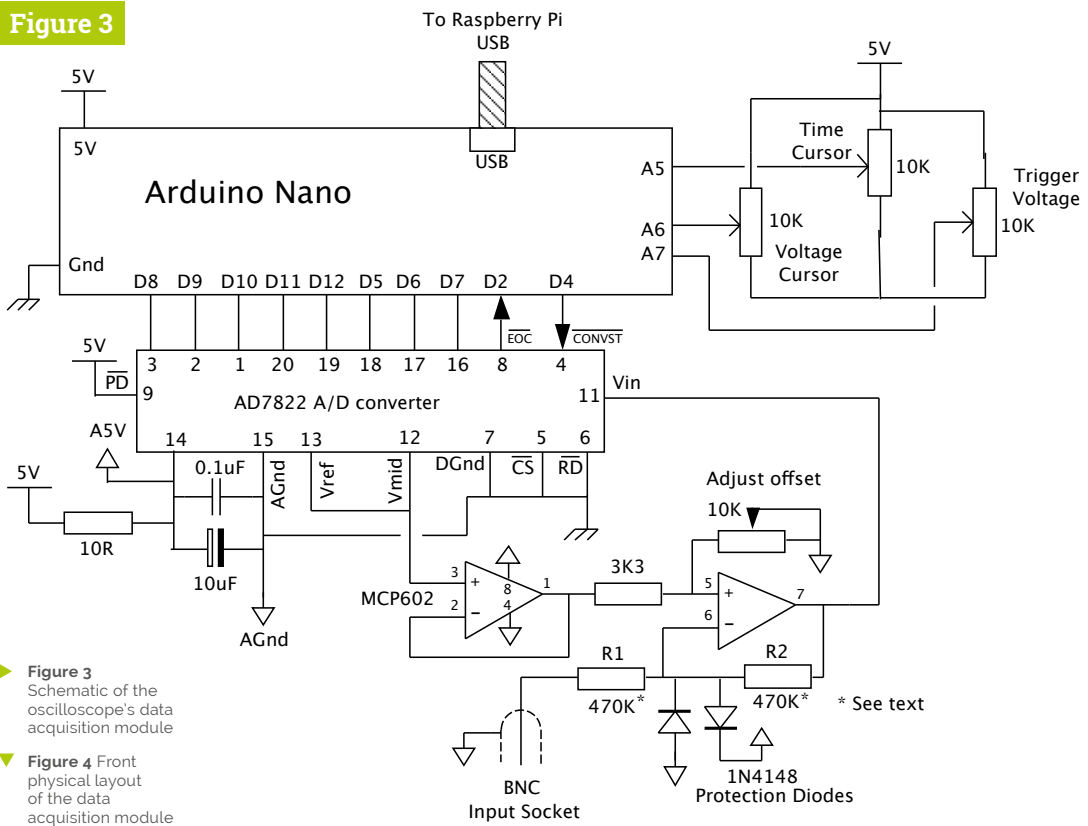 Figure 3
To Raspberry Pi
USB
5V
5V
5V
USB
Arduino Nano
Gnd
A5
A6
A7
Time
Cursor
10K
10K
Voltage
Cursor
Trigger
Voltage
10K
D8 D9 D10 D11 D12 D5 D6 D7 D2 D4
EOC
CONVST
5V
PD
3 2 1 20 19 18 17 16 8 4
9
11
Vin
AD7822 A/D converter
A5V
14 15 13 12 7 5 6
5V
0.1uF
AGnd
Vref
Vmid
DGnd
CS
RD
10R
10uF
AGnd
Adjust offset
10K
MCP602
3
+
2
−
8
4
1
3K3
5
+
6
−
7
R1
470K*
R2
470K*
* See text
BNC
Input Socket
1N4148
Protection Diodes
Figure 3
Schematic of the
oscilloscope's data
acquisition module
Figure 4 Front
physical layout
of the data
acquisition module